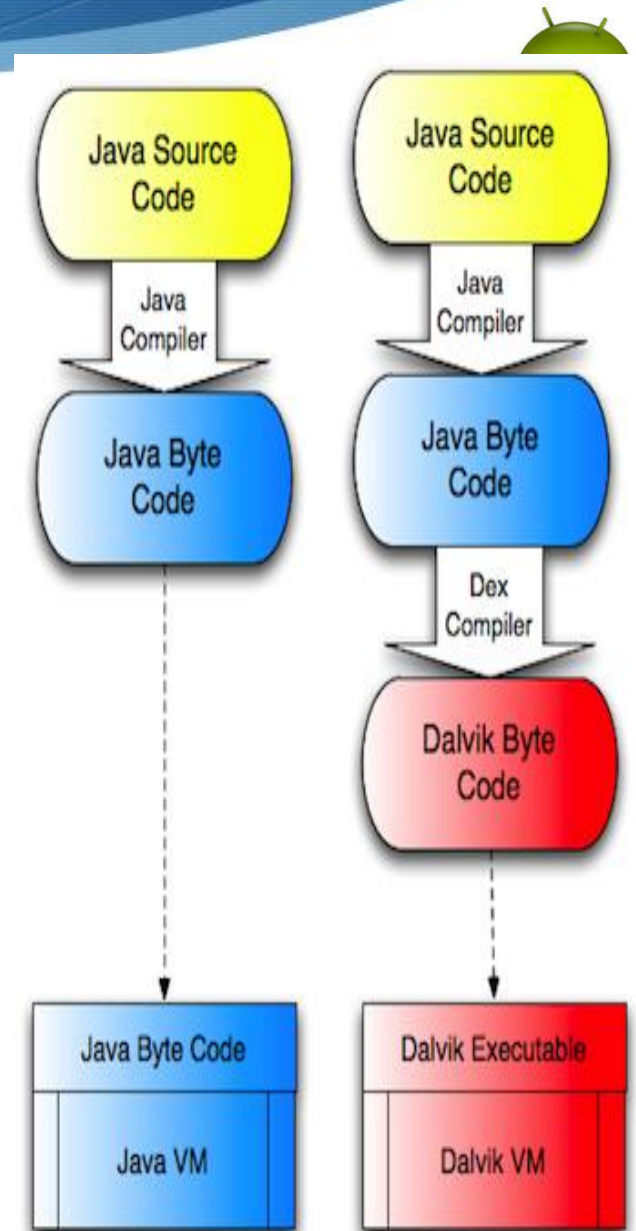 Java Source
Code
Java
Compiler
Java Byte
Code
Java Byte Code
Java VM
Java Source
Code
Java
Compiler
Java Byte
Code
Dex
Compiler
Dalvik Byte
Code
Dalvik Executable
Dalvik VM